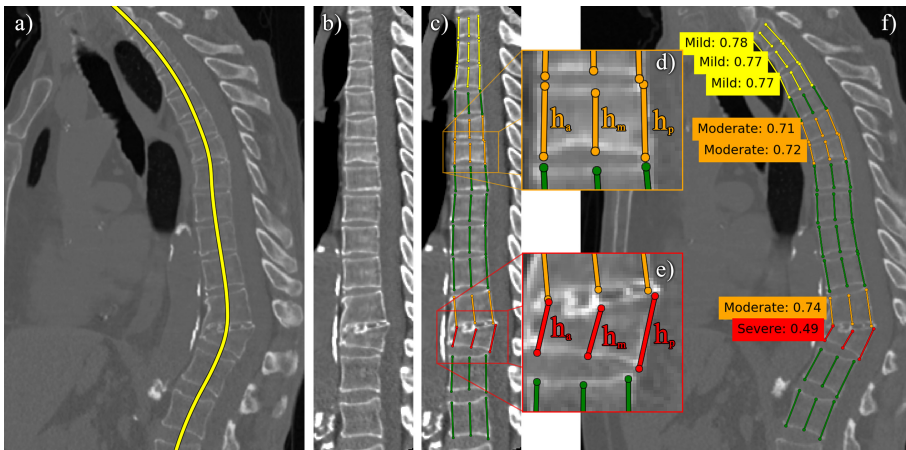 a)
b)
c)
d)
hₐ
hₘ
hₚ
e)
hₐ
hₘ
hₚ
f)
Mild: 0.78
Mild: 0.77
Mild: 0.77
Moderate: 0.71
Moderate: 0.72
Moderate: 0.74
Severe: 0.49